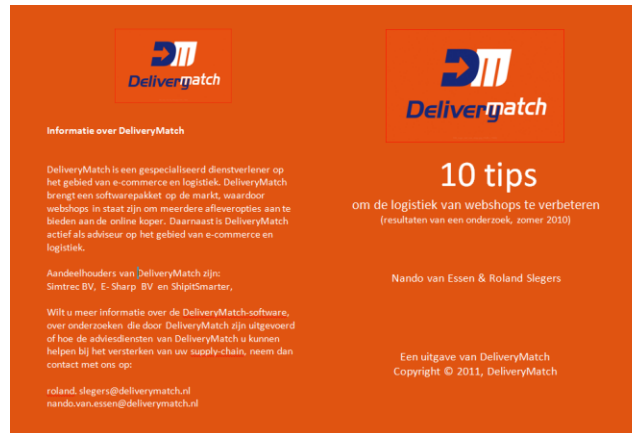 DM
Deliverymatch
Informatie over DeliveryMatch
DeliveryMatch is een gespecialiseerd dienstverlener op
het gebied van e-commerce en logistiek. DeliveryMatch
brengt een softwarepakket op de markt, waardoor
webshops in staat zijn om meerdere afleveropties aan te
bieden aan de online koper. Daarnaast is DeliveryMatch
actief als adviseur op het gebied van e-commerce en
logistiek.
Aandeelhouders van DeliveryMatch zijn:
Simtrec BV, E- Sharp BV en ShipitSmarter,
Wilt u meer informatie over de DeliveryMatch-software,
over onderzoeken die door DeliveryMatch zijn uitgevoerd
of hoe de adviesdiensten van DeliveryMatch u kunnen
helpen bij het versterken van uw supply-chain, neem dan
contact met ons op:
roland.slegers@deliverymatch.nl
nando.van.essen@deliverymatch.nl
DM
Deliverymatch
10 tips
om de logistiek van webshops te verbeteren
(resultaten van een onderzoek, zomer 2010)
Nando van Essen & Roland Slegers
Een uitgave van DeliveryMatch
Copyright © 2011, DeliveryMatch